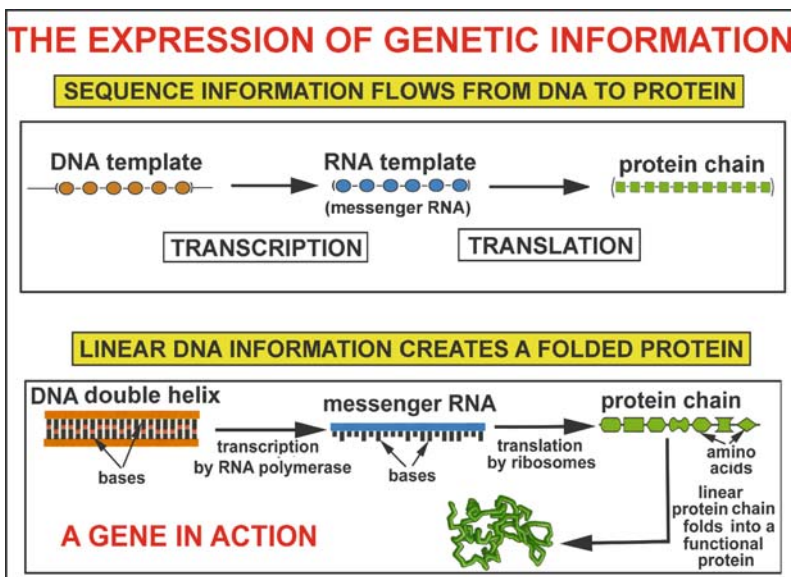 THE EXPRESSION OF GENETIC INFORMATION
SEQUENCE INFORMATION FLOWS FROM DNA TO PROTEIN
DNA template
RNA template
(messenger RNA)
protein chain
TRANSCRIPTION
TRANSLATION
LINEAR DNA INFORMATION CREATES A FOLDED PROTEIN
DNA double helix
bases
transcription
by RNA polymerase
messenger RNA
bases
translation
by ribosomes
protein chain
amino
acids
linear
protein chain
folds into a
functional
protein
A GENE IN ACTION